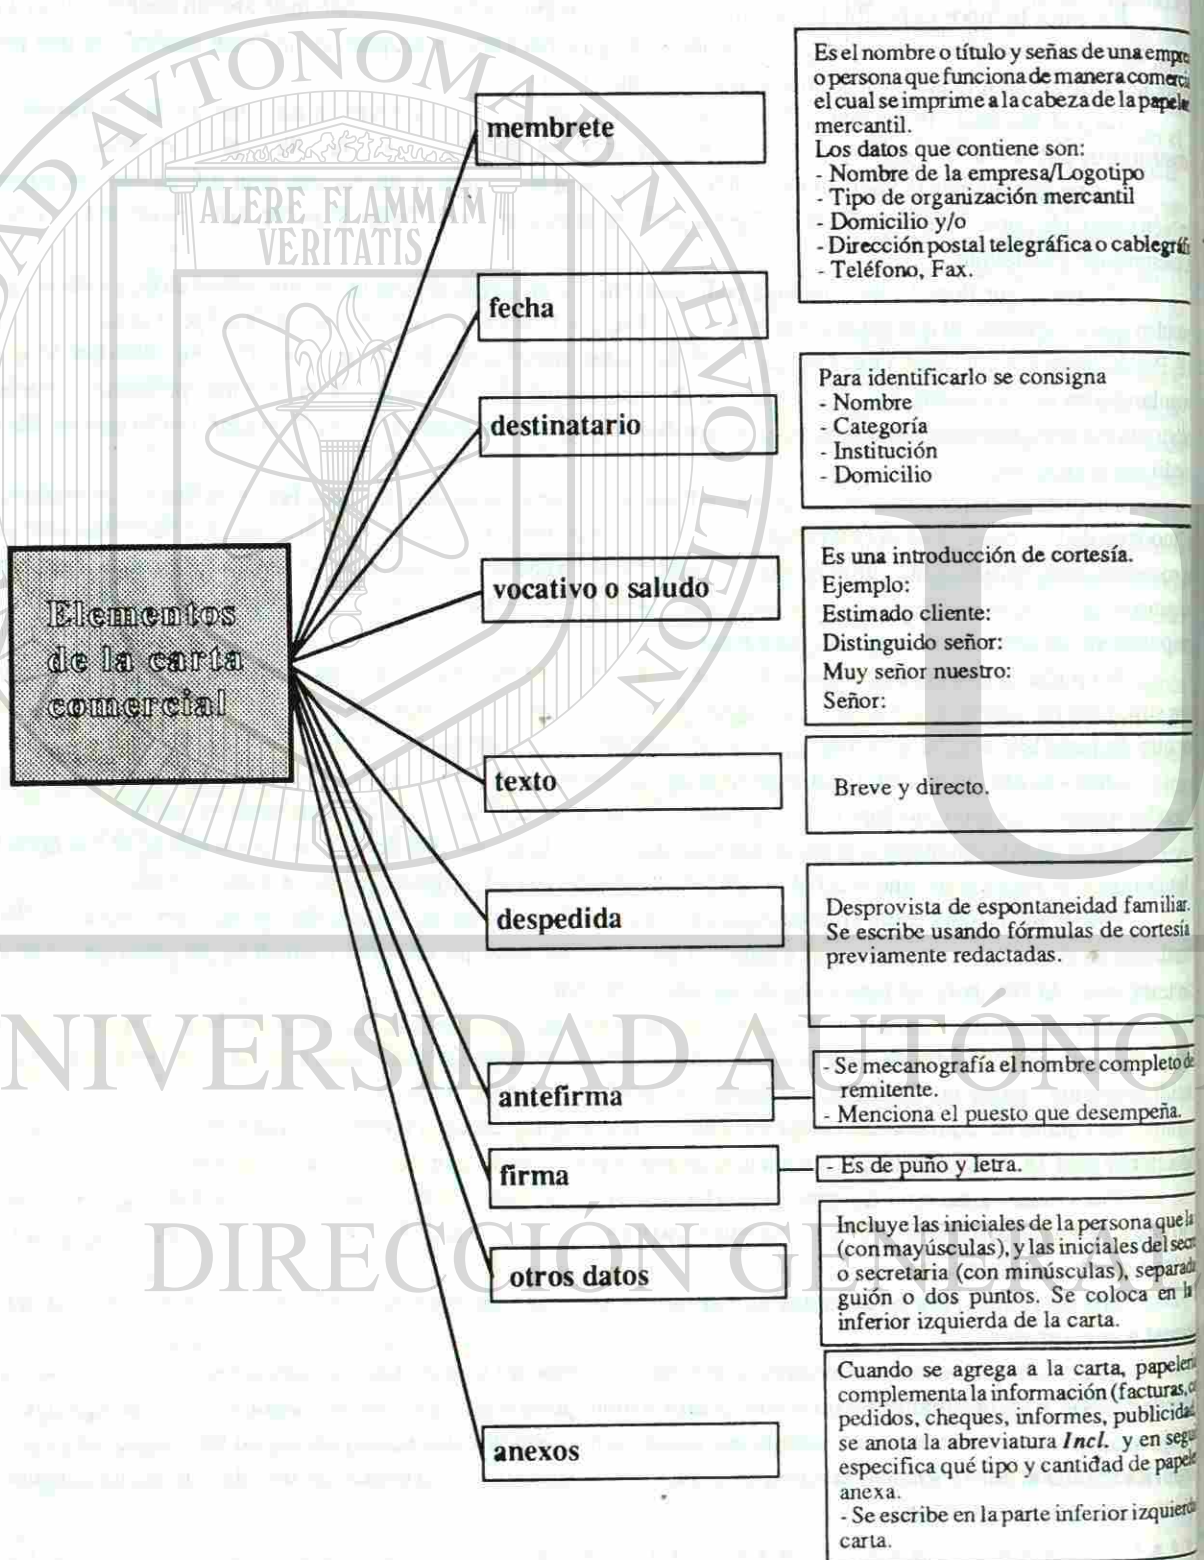 Elementos
de la carta
comercial
membrete
Es el nombre o título y señas de una
o persona que funciona de manera
el cual se imprime a la cabeza de la
mercantil.
Los datos que contiene son:
- Nombre de la empresa/Logotipo
- Tipo de organización mercantil
- Domicilio y/o
- Dirección postal telegráfica o
- Teléfono, Fax.
fecha
destinatario
Para identificarlo se consigna
- Nombre
- Categoría
- Institución
- Domicilio
vocativo o saludo
Es una introducción de cortesía.
Ejemplo:
Estimado cliente:
Distinguido señor:
Muy señor nuestro:
Señor:
texto
Breve y directo.
despedida
Desprovista de espontaneidad familiar.
Se escribe usando fórmulas de cortesía
previamente redactadas.
antefirma
- Se mecanografía el nombre completo
remitente.
- Menciona el puesto que desempeña.
firma
- Es de puño y letra.
otros datos
Incluye las iniciales de la persona que
(con mayúsculas), y las iniciales del
o secretaria (con minúsculas),
guión o dos puntos. Se coloca en
inferior izquierda de la carta.
anexos
Cuando se agrega a la carta,
complementa la información (facturas,
pedidos, cheques, informes,
se anota la abreviatura Incl. y en
especifica qué tipo y cantidad de
anexa.
- Se escribe en la parte inferior
carta.
ALERE FLAMMAM
VERITATIS
DIRECCIÓN GENERAL